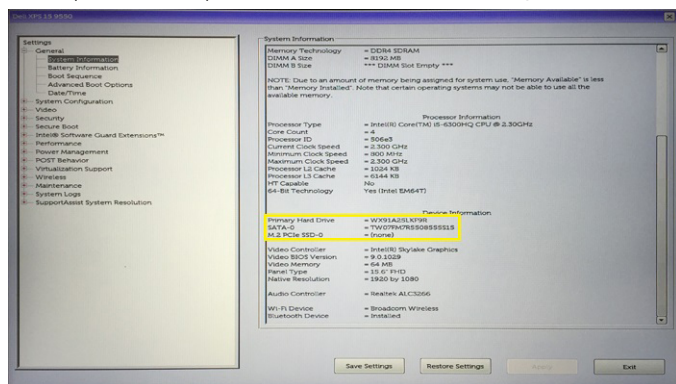 Dell XPS 15 9550
Settings
General
System Information
Battery Information
Boot Sequence
Advanced Boot Options
Date/Time
System Configuration
Video
Security
Secure Boot
Intel® Software Guard Extensions™
Performance
Power Management
POST Behavior
Virtualization Support
Wireless
Maintenance
System Logs
SupportAssist System Resolution
System Information
Memory Technology = DDR4 SDRAM
DIMM A Size = 8192 MB
DIMM B Size *** DIMM Slot Empty ***
NOTE: Due to an amount of memory being assigned for system use, "Memory Available" is less
than "Memory Installed". Note that certain operating systems may not be able to use all the
available memory.
Processor Information
Processor Type = Intel(R) Core(TM) i5-6300HQ CPU @ 2.30GHz
Core Count = 4
Processor ID = 506e3
Current Clock Speed = 2.300 GHz
Minimum Clock Speed = 800 MHz
Maximum Clock Speed = 2.300 GHz
Processor L2 Cache = 1024 KB
Processor L3 Cache = 6144 KB
HT Capable No
64-Bit Technology Yes (Intel EM64T)
Device Information
Primary Hard Drive =
SATA-0 =
M.2 PCIe SSD-0 = (none)
Video Controller = Intel(R) Skylake Graphics
Video BIOS Version = 9.0.1029
Video Memory = 64 MB
Panel Type = 15.6" FHD
Native Resolution = 1920 by 1080
Audio Controller = Realtek ALC3266
Wi-Fi Device = Broadcom Wireless
Bluetooth Device = Installed
Save Settings
Restore Settings
Apply
Exit